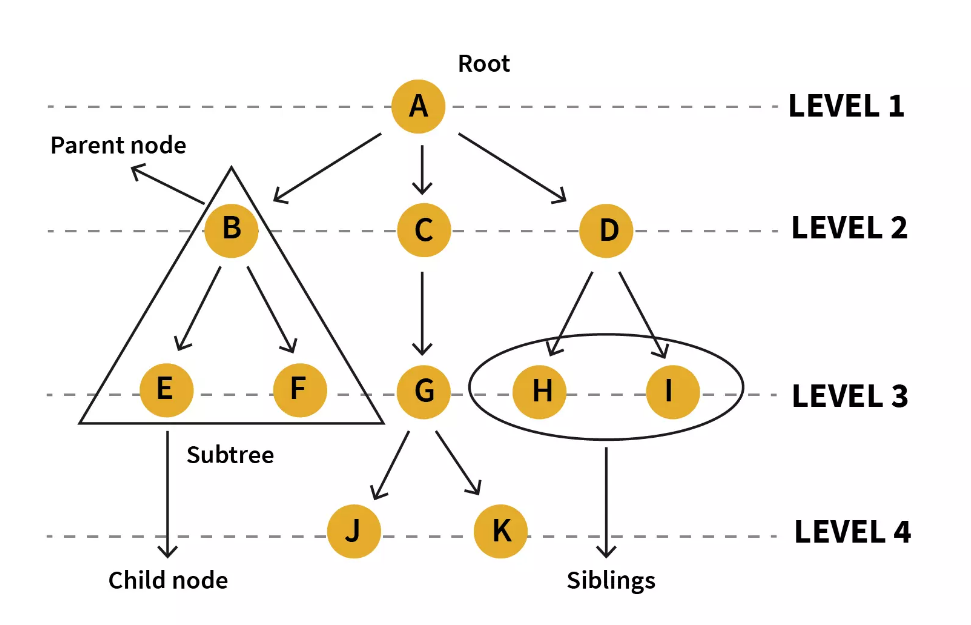 Root
A
LEVEL 1
Parent node
B
C
D
LEVEL 2
E
F
G
H
I
LEVEL 3
Subtree
J
K
LEVEL 4
Child node
Siblings